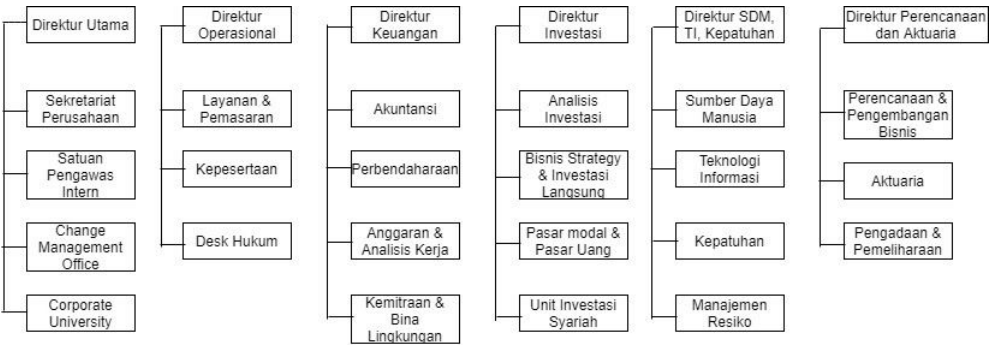 Direktur Utama
Sekretariat
Perusahaan
Satuan
Pengawas
Intern
Change
Management
Office
Corporate
University
Direktur
Operasional
Layanan &
Pemasaran
Kepesertaan
Desk Hukum
Direktur
Keuangan
Akuntansi
Perbendaharaan
Anggaran &
Analisis Kerja
Kemitraan &
Bina
Lingkungan
Direktur
Investasi
Analisis
Investasi
Bisnis Strategy
& Investasi
Langsung
Pasar modal &
Pasar Uang
Unit Investasi
Syariah
Direktur SDM,
TI, Kepatuhan
Sumber Daya
Manusia
Teknologi
Informasi
Kepatuhan
Manajemen
Resiko
Direktur Perencanaan
dan Aktuaria
Perencanaan &
Pengembangan
Bisnis
Aktuaria
Pengadaan &
Pemeliharaan